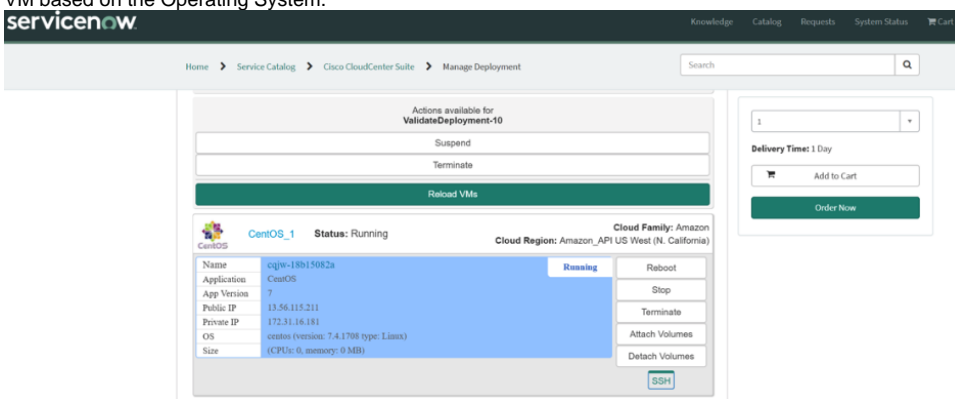 VM based on the Operating System.
servicenow
Knowledge Catalog Requests System Status Cart
Home > Service Catalog > Cisco CloudCenter Suite > Manage Deployment
Search
Actions available for
ValidateDeployment-10
Suspend
Terminate
Reload VMs
1
Delivery Time: 1 Day
Add to Cart
Order Now
CentOS
CentOS_1 Status: Running
Cloud Family: Amazon
Cloud Region: Amazon_API US West (N. California)
Name cqjw-18b15082a Running
Application CentOS
App Version 7
Public IP 13.56.115.211
Private IP 172.31.16.181
OS centos (version: 7.4.1708 type: Linux)
Size (CPUs: 0, memory: 0 MB)
Reboot
Stop
Terminate
Attach Volumes
Detach Volumes
SSH